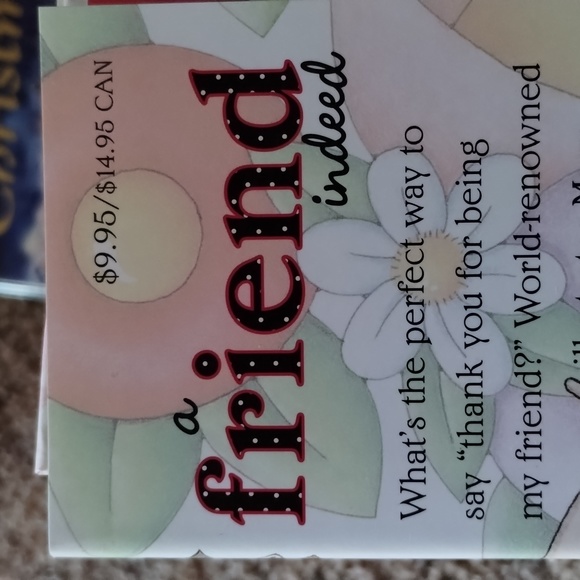 $9.95/$14.95 CAN
a
friend
indeed
What's the perfect way to
say “thank you for being
my friend?” World-renowned